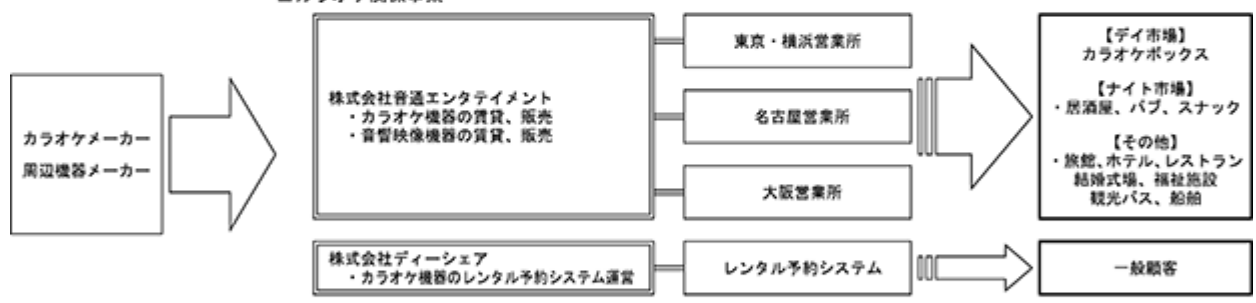 カラオケメーカー
周辺機器メーカー
株式会社音通エンタテイメント
・カラオケ機器の賃貸、販売
・音響映像機器の賃貸、販売
東京・横浜営業所
名古屋営業所
大阪営業所
【デイ市場】
カラオケボックス
【ナイト市場】
・居酒屋、パブ、スナック
【その他】
・旅館、ホテル、レストラン
結婚式場、福祉施設
観光バス、船舶
株式会社ディーシェア
・カラオケ機器のレンタル予約システム運営
レンタル予約システム
一般顧客